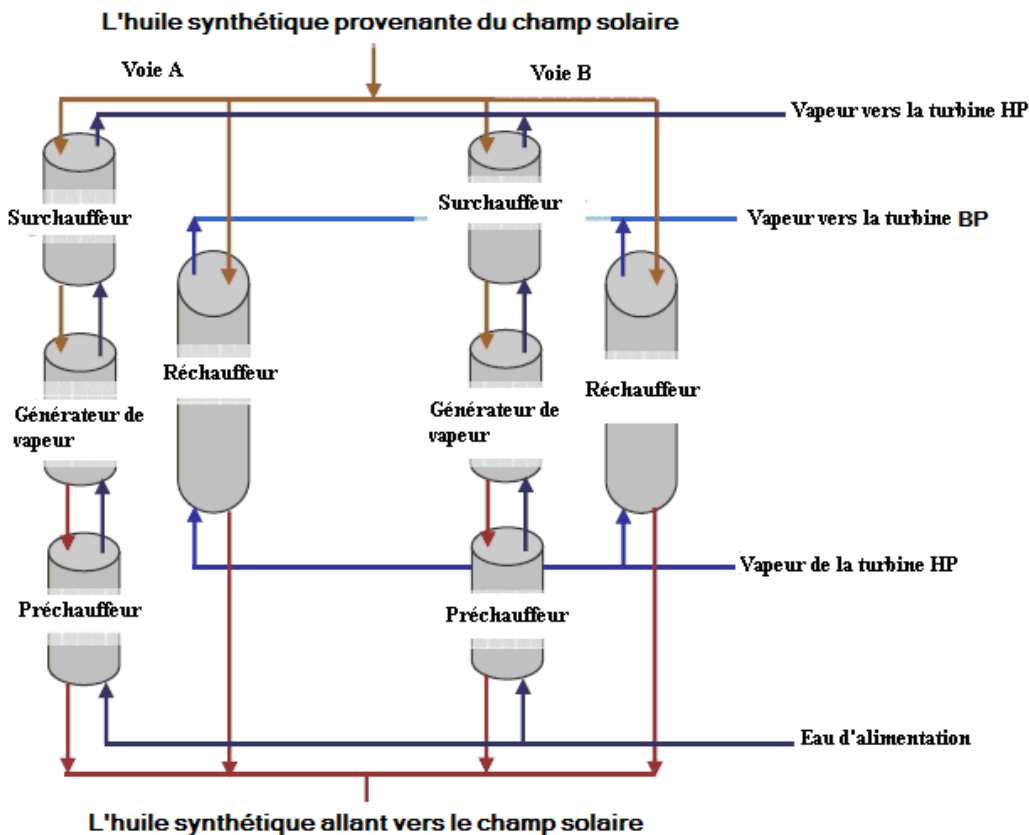 L'huile synthétique provenante du champ solaire
Voie A
Voie B
Vapeur vers la turbine HP
Surchauffeur
Surchauffeur
Vapeur vers la turbine BP
Réchauffeur
Réchauffeur
Générateur de
vapeur
Générateur de
vapeur
Vapeur de la turbine HP
Préchauffeur
Préchauffeur
Eau d'alimentation
L'huile synthétique allant vers le champ solaire